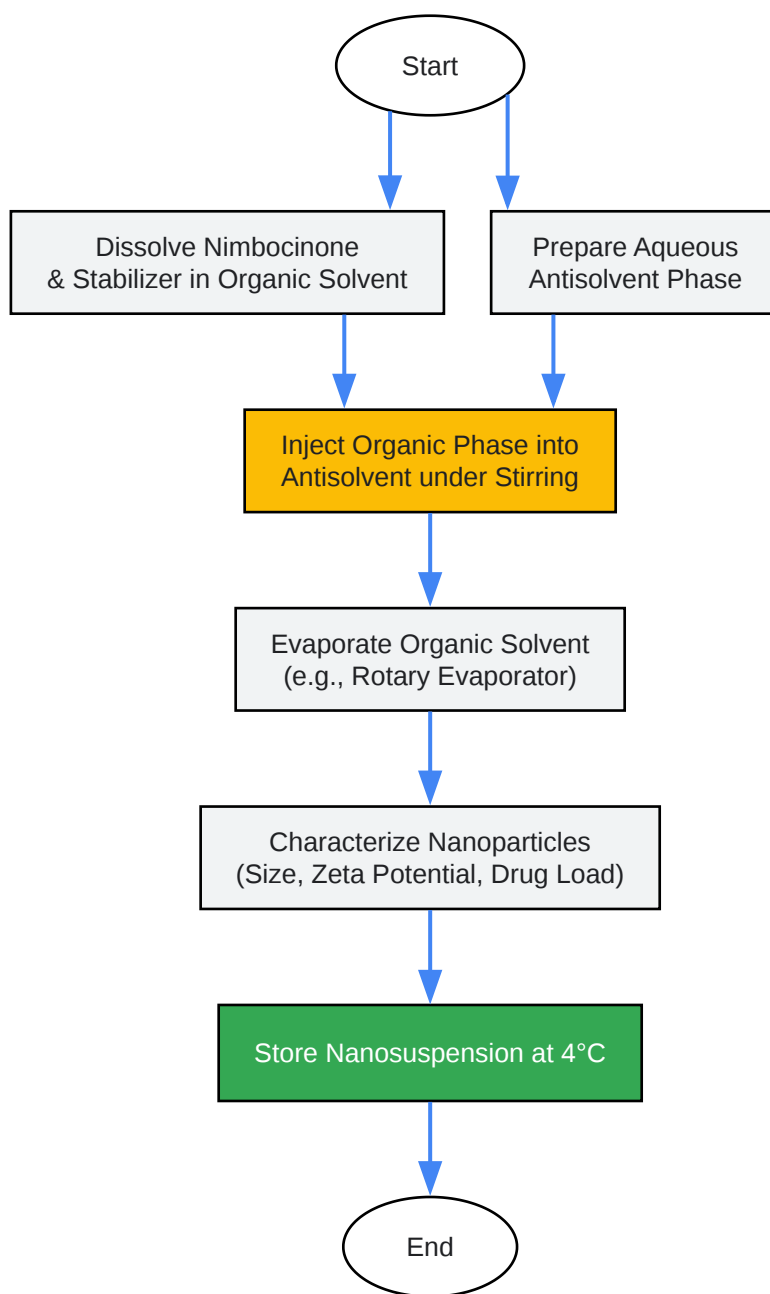 Start
Dissolve Nimbocinone
& Stabilizer in Organic Solvent
Prepare Aqueous
Antisolvent Phase
Inject Organic Phase into
Antisolvent under Stirring
Evaporate Organic Solvent
(e.g., Rotary Evaporator)
Characterize Nanoparticles
(Size, Zeta Potential, Drug Load)
Store Nanosuspension at 4°C
End